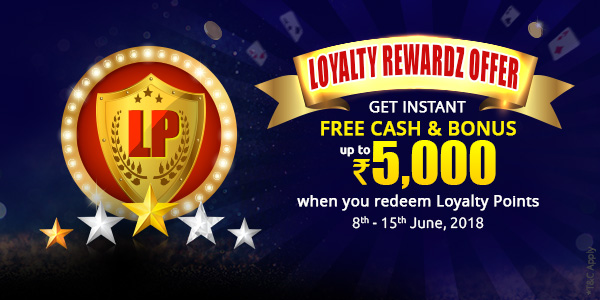 LP
LOYALTY REWARDZ OFFER
GET INSTANT
FREE CASH & BONUS
up to
₹5,000
when you redeem Loyalty Points
8th - 15th June, 2018
*T&C Apply